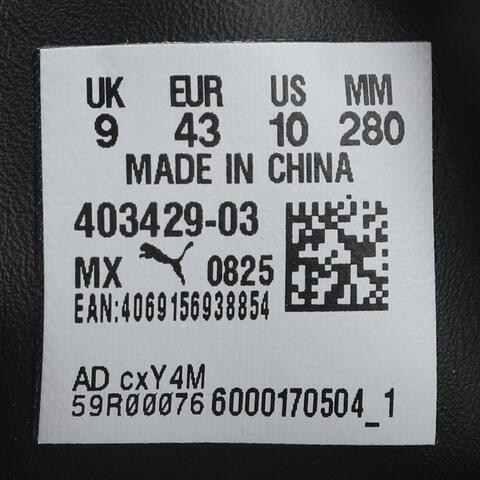 UK EUR US MM
9 43 10 280
MADE IN CHINA
403429-03
MX 0825
EAN:4069156938854
AD cxY4M
59R00076 6000170504_1